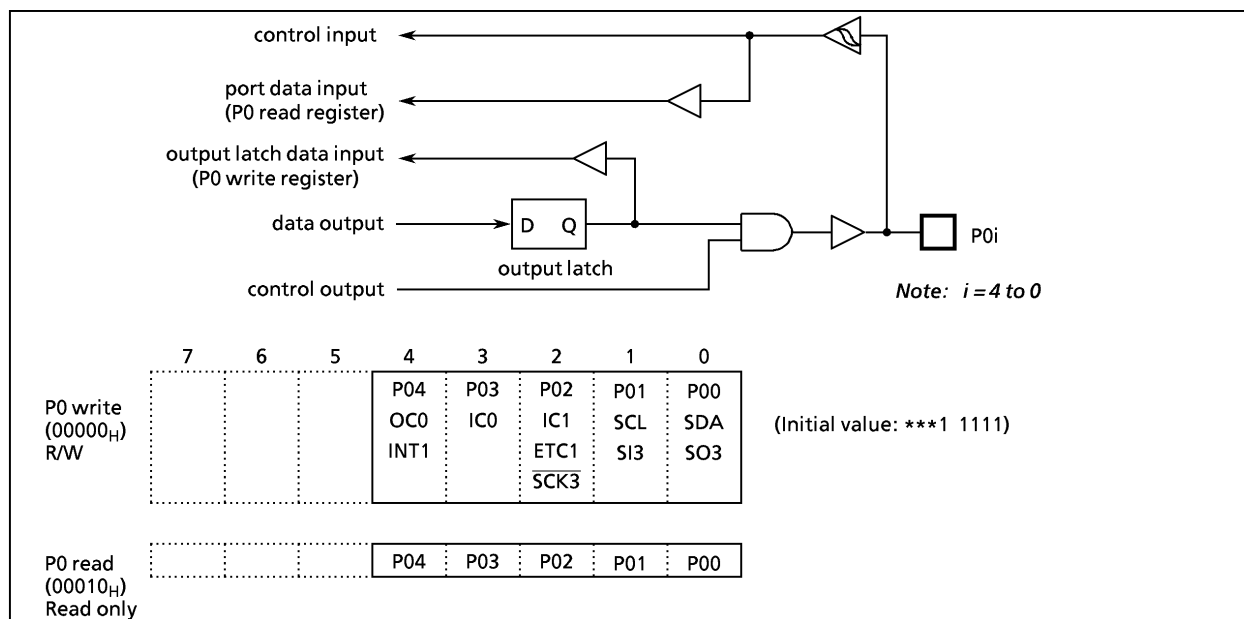 control input
port data input
(P0 read register)
output latch data input
(P0 write register)
data output
D Q
output latch
P0i
control output
Note: i = 4 to 0
7 6 5 4 3 2 1 0
P0 write
(00000H)
R/W
P04 P03 P02 P01 P00
OC0 IC0 IC1 SCL SDA
INT1 ETC1 SI3 SO3
SCK3
(Initial value: ***1 1111)
P0 read
(00010H)
Read only
P04 P03 P02 P01 P00